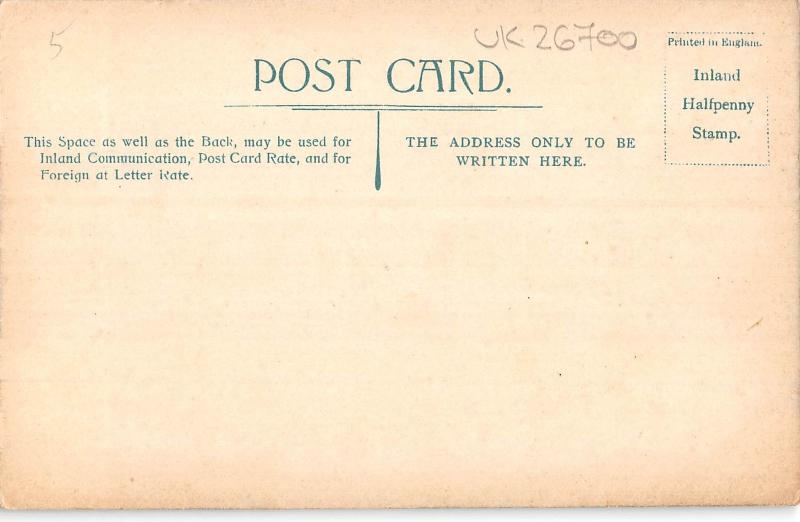 5
UK 26700
Printed in England.
POST CARD.
Inland
Halfpenny
Stamp.
This Space as well as the Back, may be used for
Inland Communication, Post Card Rate, and for
Foreign at Letter Rate.
THE ADDRESS ONLY TO BE
WRITTEN HERE.